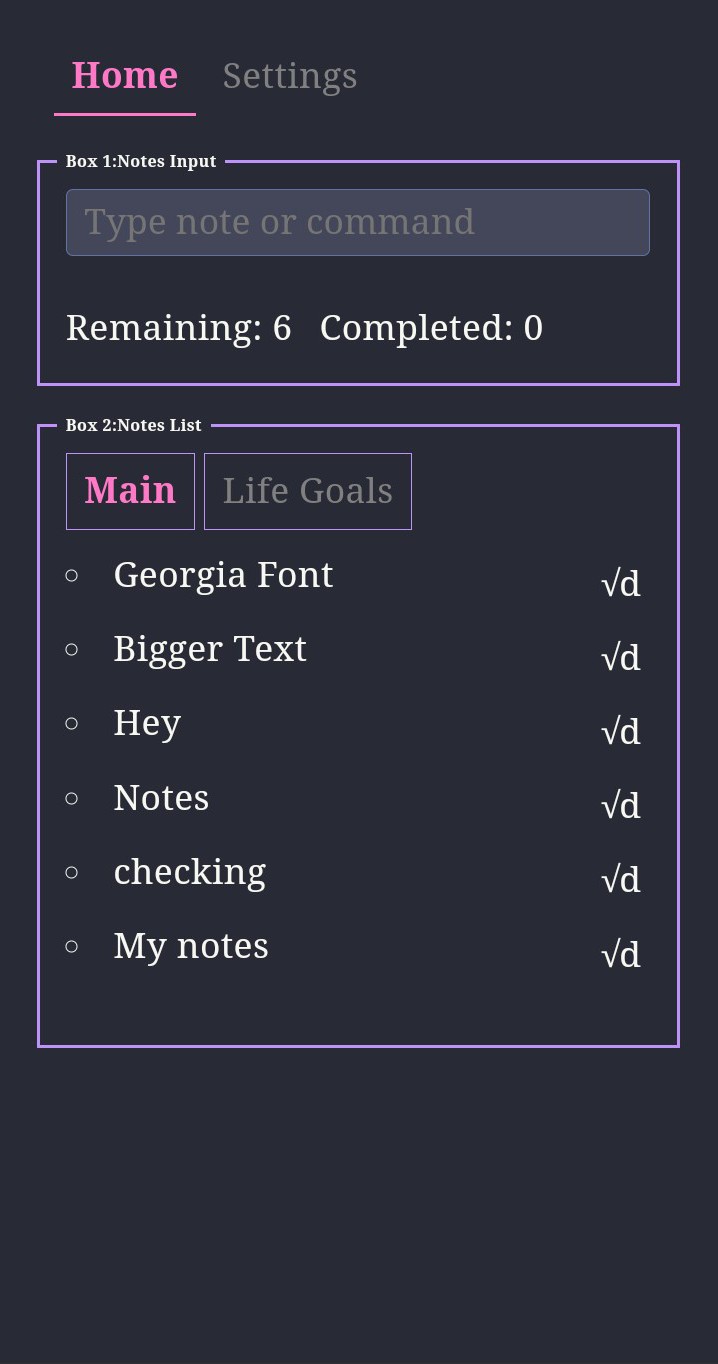 Home Settings
Box 1:Notes Input
Type note or command
Remaining: 6 Completed: 0
Box 2:Notes List
Main Life Goals
Georgia Font √d
Bigger Text √d
Hey √d
Notes √d
checking √d
My notes √d